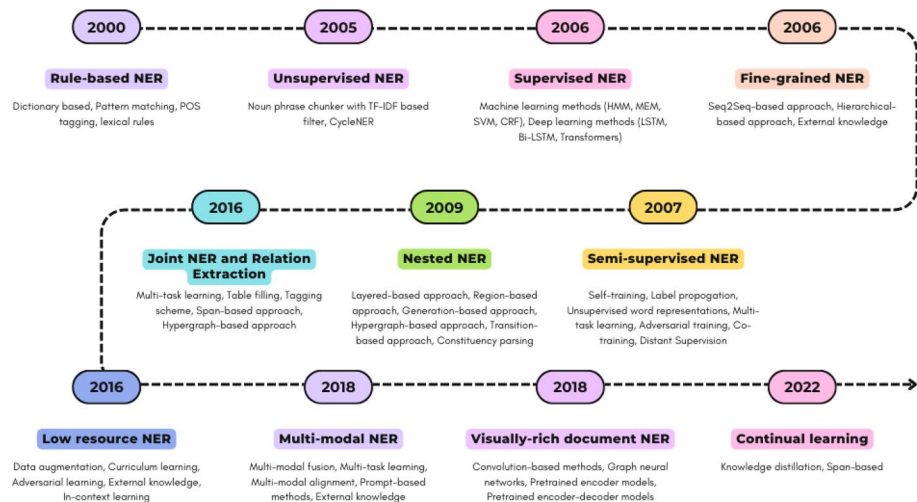 2000
2005
2006
2006
Rule-based NER
Dictionary based, Pattern matching, POS
tagging, lexical rules
Unsupervised NER
Noun phrase chunker with TF-IDF based
filter, CycleNER
Supervised NER
Machine learning methods (HMM, MEM,
SVM, CRF), Deep learning methods (LSTM,
Bi-LSTM, Transformers)
Fine-grained NER
Seq2Seq-based approach, Hierarchical-
based approach, External knowledge
2016
2009
2007
Joint NER and Relation
Extraction
Multi-task learning, Table filling, Tagging
scheme, Span-based approach,
Hypergraph-based approach
Nested NER
Layered-based approach, Region-based
approach, Generation-based approach,
Hypergraph-based approach, Transition-
based approach, Constituency parsing
Semi-supervised NER
Self-training, Label propogation,
Unsupervised word representations, Multi-
task learning, Adversarial training, Co-
training, Distant Supervision
2016
2018
2018
2022
Low resource NER
Data augmentation, Curriculum learning,
Adversarial learning, External knowledge,
In-context learning
Multi-modal NER
Multi-modal fusion, Multi-task learning,
Multi-modal alignment, Prompt-based
methods, External knowledge
Visually-rich document NER
Convolution-based methods, Graph neural
networks, Pretrained encoder models,
Pretrained encoder-decoder models
Continual learning
Knowledge distillation, Span-based